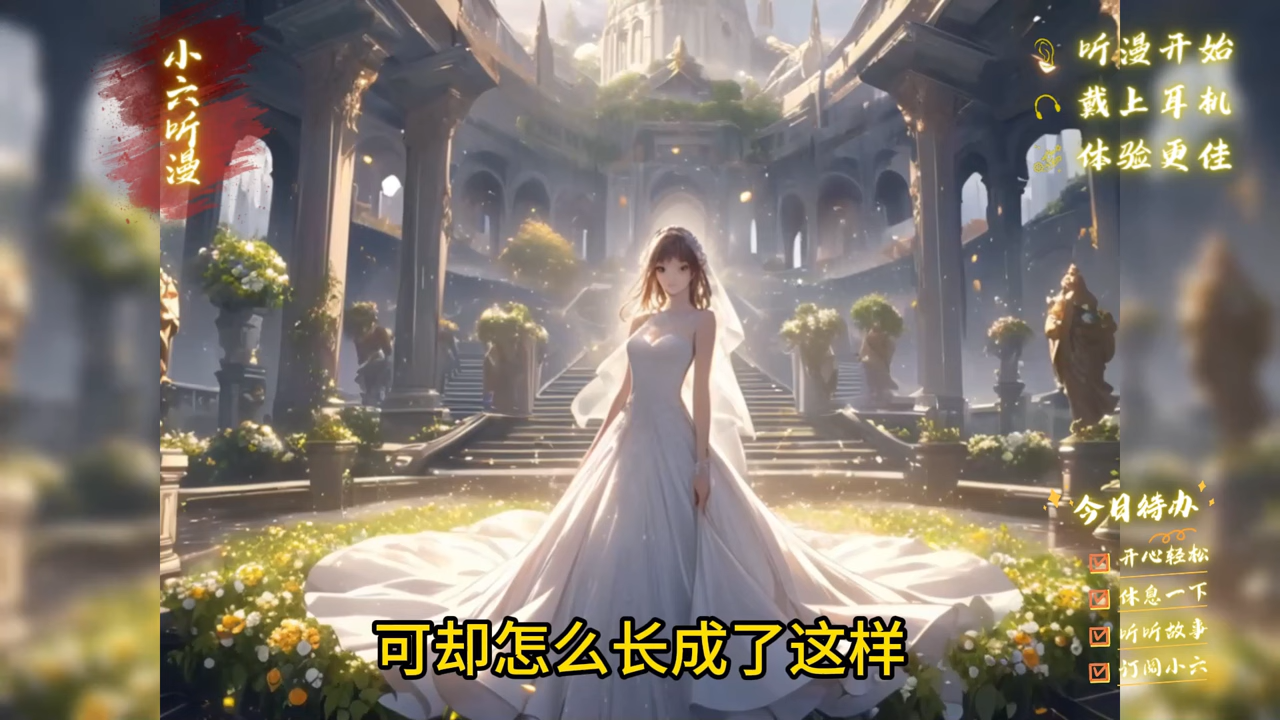 小六听漫
听漫开始
戴上耳机
体验更佳
今日待办
开心轻松
休息一下
听听故事
订阅小六
可却怎么长成了这样